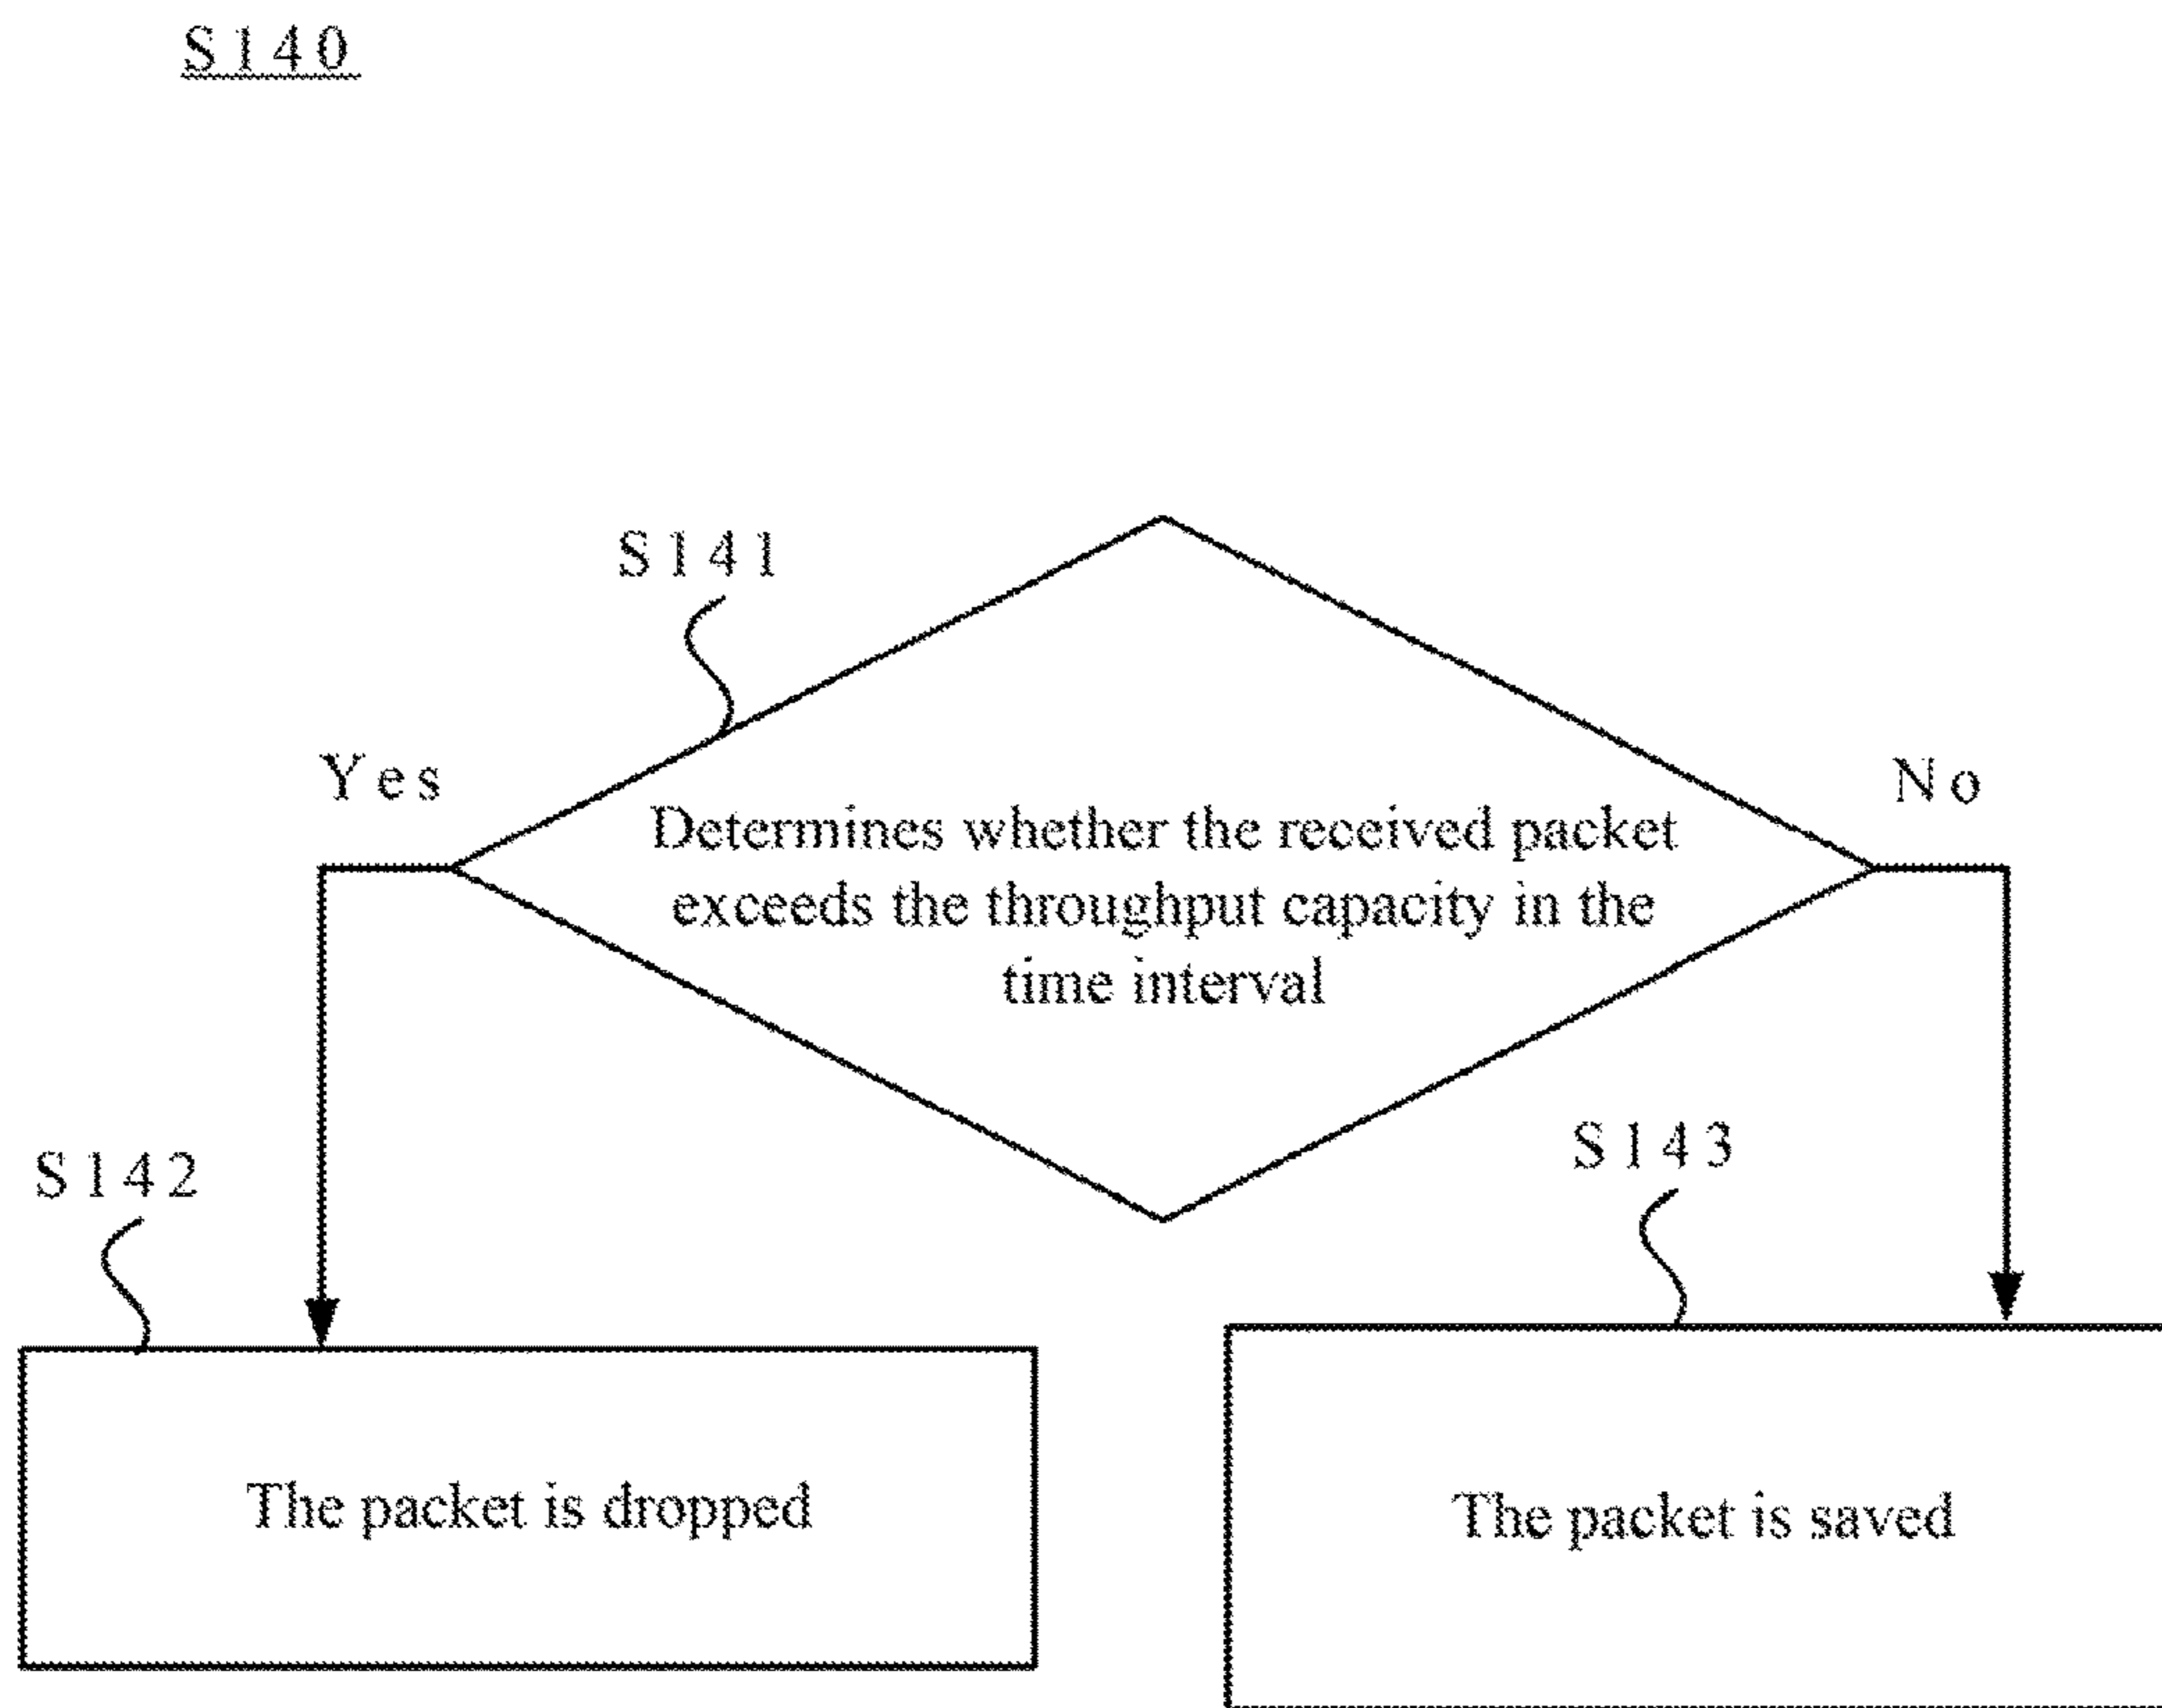 S140
S141
Yes
No
Determines whether the received packet
exceeds the throughput capacity in the
time interval
S142
S143
The packet is dropped
The packet is saved